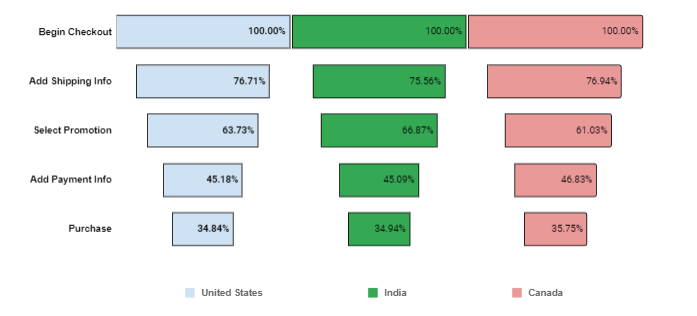 Begin Checkout 100.00% 100.00% 100.00%
Add Shipping Info 76.71% 75.56% 76.94%
Select Promotion 63.73% 66.87% 61.03%
Add Payment Info 45.18% 45.09% 46.83%
Purchase 34.84% 34.94% 35.75%
United States India Canada